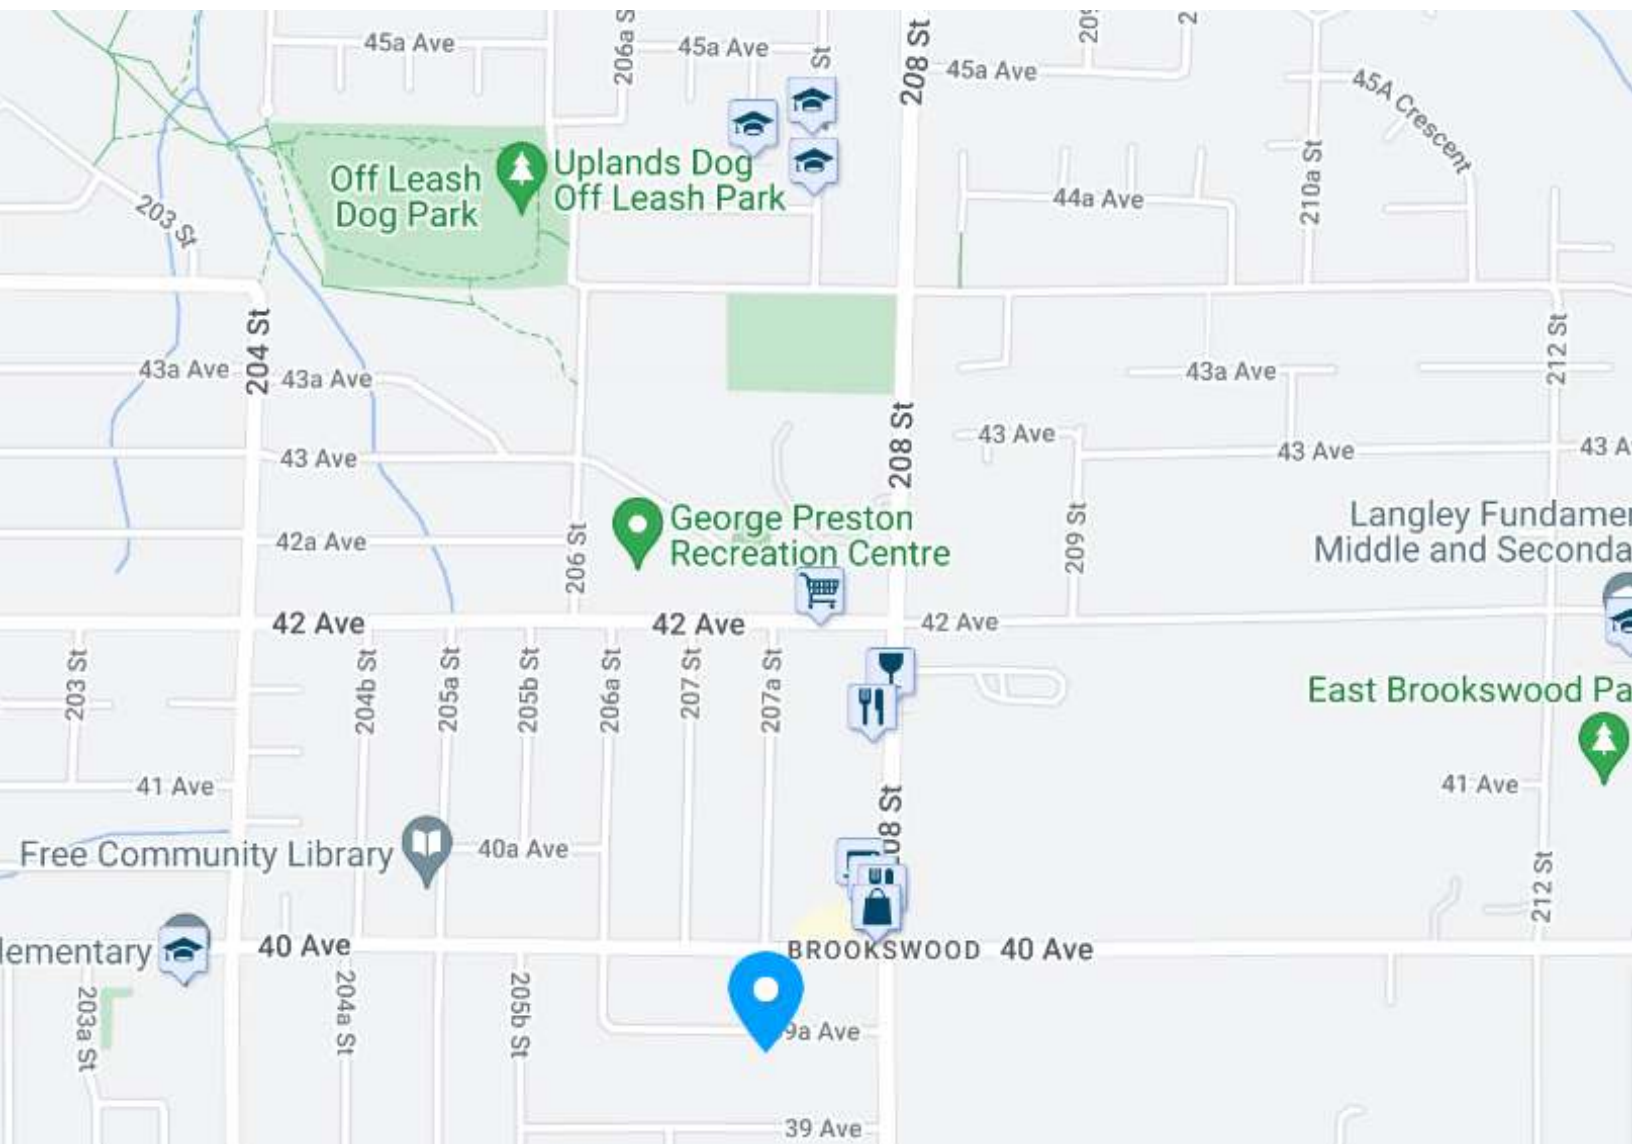 45a Ave
206a S
45a Ave
St
208 St
209
2
45a Ave
45A Crescent
Off Leash
Dog Park
Uplands Dog
Off Leash Park
203 St
44a Ave
210a St
204 St
43a Ave
43a Ave
43a Ave
212 St
208 St
43 Ave
43 Ave
43 Ave
43 A
George Preston
Recreation Centre
42a Ave
206 St
209 St
Langley Fundamen
Middle and Seconda
42 Ave
42 Ave
42 Ave
203 St
204b St
205a St
205b St
206a St
207 St
207a St
East Brookswood Pa
41 Ave
41 Ave
08 St
Free Community Library
40a Ave
212 St
lementary
40 Ave
BROOKSWOOD
40 Ave
203a St
204a St
205b St
9a Ave
39 Ave